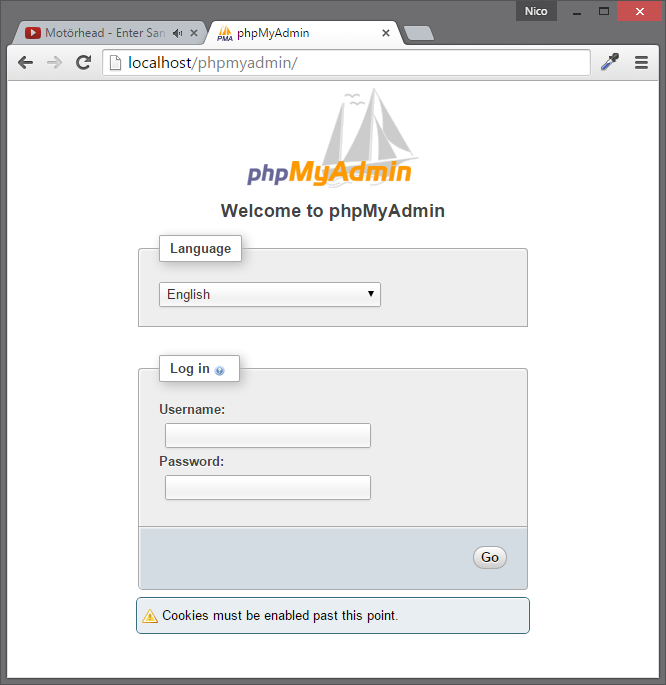 Nico
Motörhead - Enter San
PMA phpMyAdmin
localhost/phpmyadmin/
phpMyAdmin
Welcome to phpMyAdmin
Language
English
Log in
Username:
Password:
Go
Cookies must be enabled past this point.